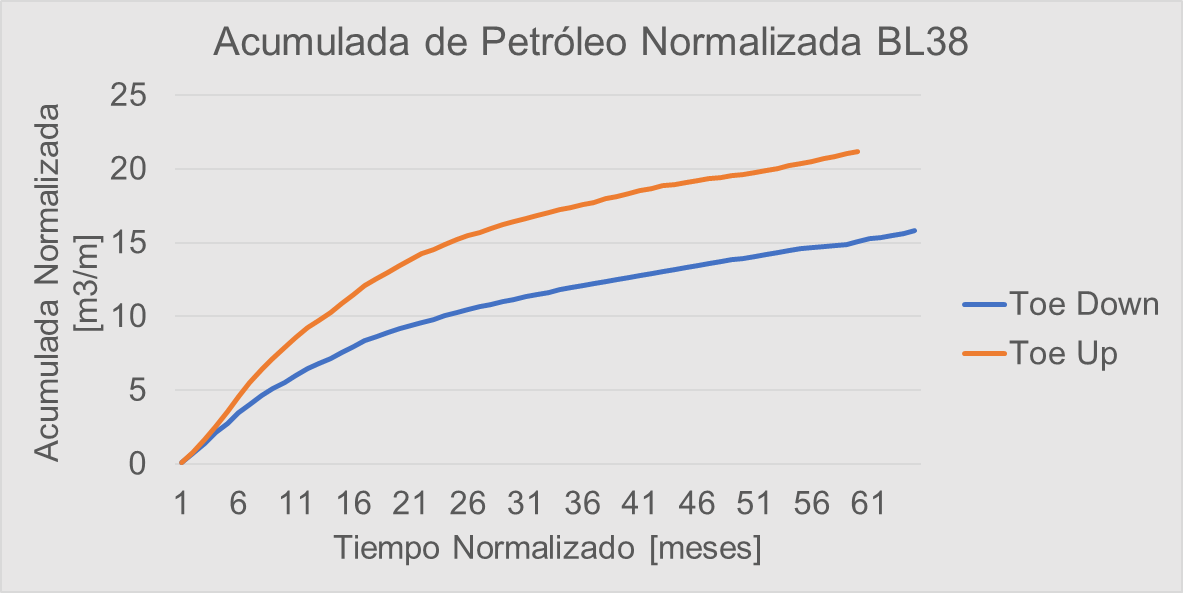 Acumulada de Petróleo Normalizada BL38
Acumulada Normalizada
[m3/m]
25
20
15
10
5
0
1 6 11 16 21 26 31 36 41 46 51 56 61
Tiempo Normalizado [meses]
Toe Down
Toe Up